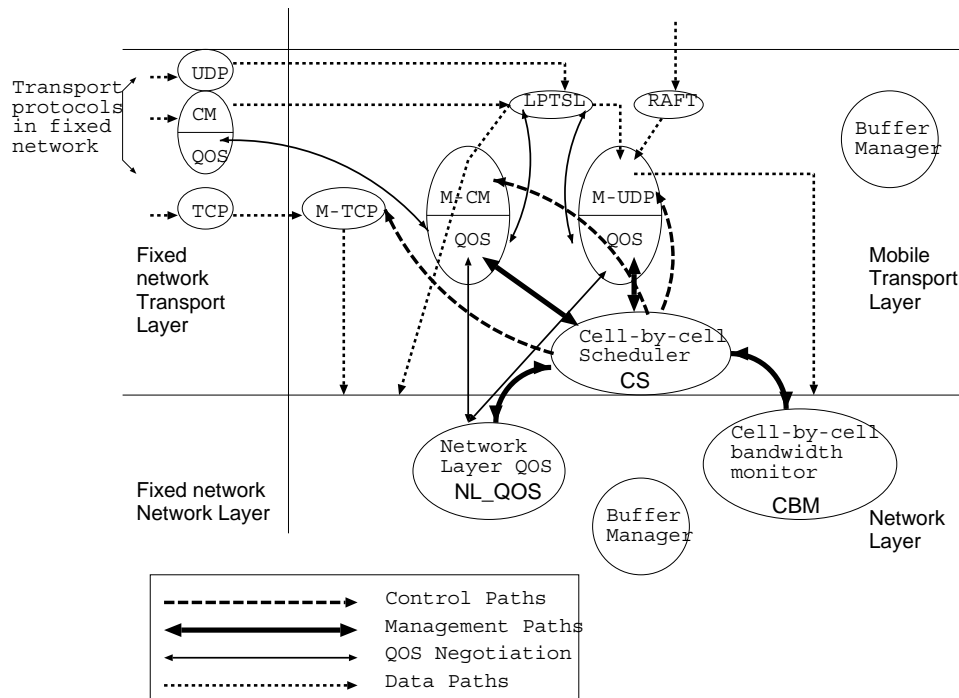 UDP
Transport
protocols
in fixed
network
CM
QOS
LPTSL
RAFT
Buffer
Manager
TCP
M-TCP
M-CM
QOS
M-UDP
QOS
Fixed
network
Transport
Layer
Mobile
Transport
Layer
Cell-by-cell
Scheduler
CS
Network
Layer QOS
NL_QOS
Cell-by-cell
bandwidth
monitor
CBM
Fixed network
Network Layer
Buffer
Manager
Network
Layer
Control Paths
Management Paths
QOS Negotiation
Data Paths